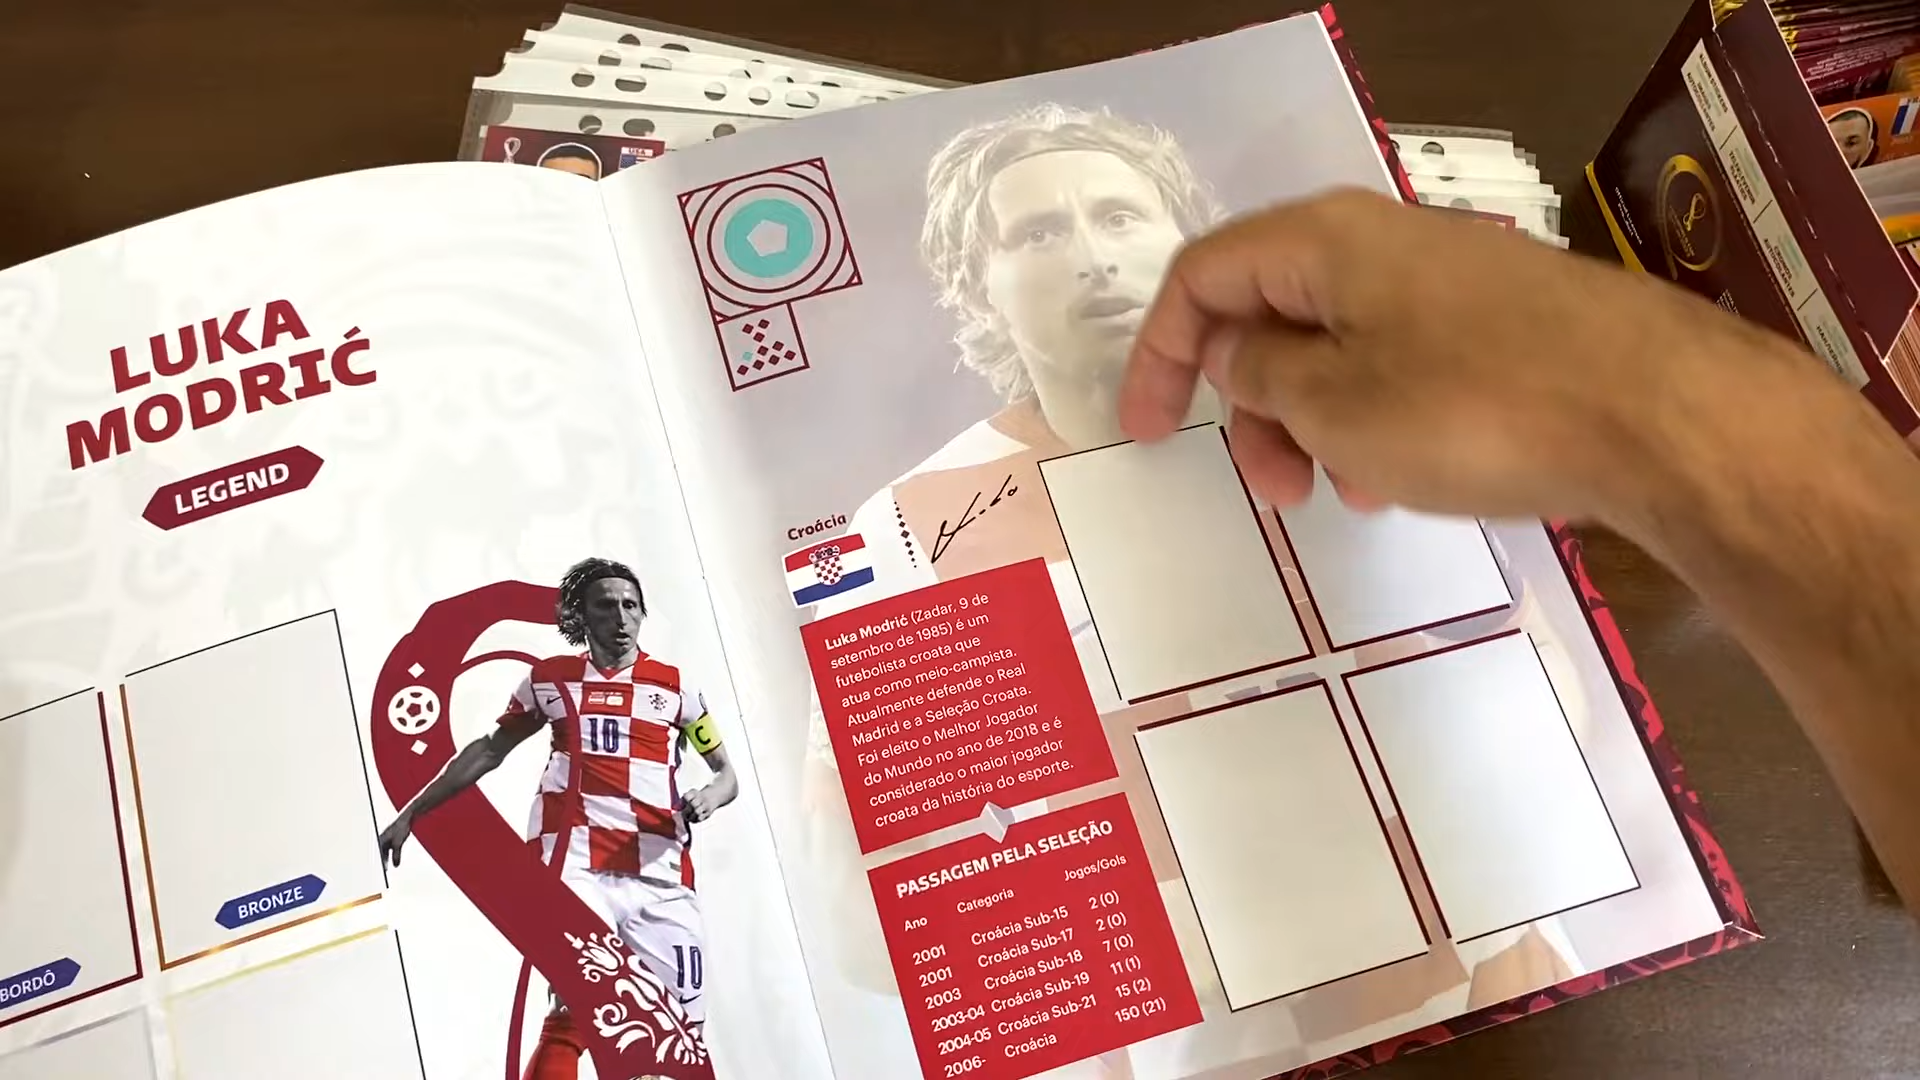 LUKA
MODRIĆ
LEGEND
BRONZE
BORDÔ
10
C
10
USA
Croácia
Luka Modrić (Zadar, 9 de
setembro de 1985) é um
futebolista croata que
atua como meio-campista.
Atualmente defende o Real
Madrid e a Seleção Croata.
Foi eleito o Melhor Jogador
do Mundo no ano de 2018 e é
considerado o maior jogador
croata da história do esporte.
PASSAGEM PELA SELEÇÃO
Ano Categoria Jogos/Gols
2001 Croácia Sub-15 2 (0)
2001 Croácia Sub-17 2 (0)
2003 Croácia Sub-18 7 (0)
2003-04 Croácia Sub-19 11 (1)
2004-05 Croácia Sub-21 15 (2)
2006- Croácia 150 (21)